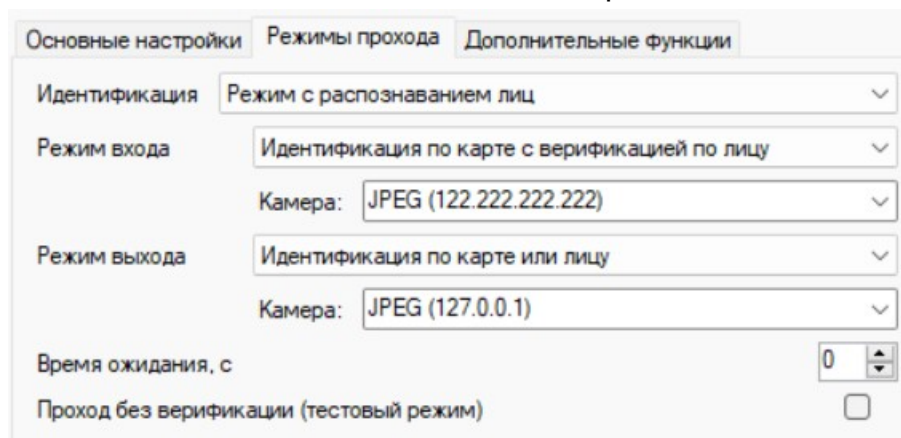 Основные настройки Режимы прохода Дополнительные функции
Идентификация Режим с распознаванием лиц
Режим входа Идентификация по карте с верификацией по лицу
Камера: JPEG (122.222.222.222)
Режим выхода Идентификация по карте или лицу
Камера: JPEG (127.0.0.1)
Время ожидания, с 0
Проход без верификации (тестовый режим)